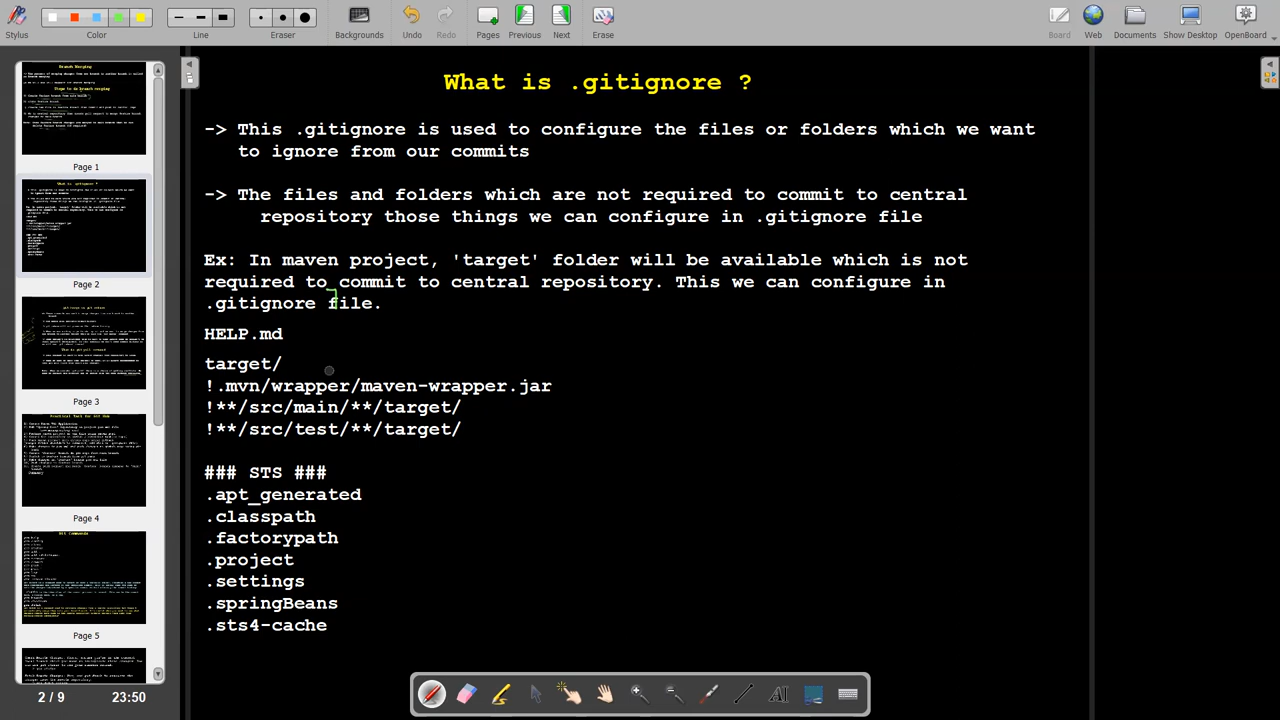 Stylus
Color
Line
Eraser
Backgrounds
Undo
Redo
Pages
Previous
Next
Erase
Board
Web
Documents
Show Desktop
OpenBoard
Page 1
Page 2
Page 3
Page 4
Page 5
2 / 9
23:50
What is .gitignore ?
-> This .gitignore is used to configure the files or folders which we want
to ignore from our commits
-> The files and folders which are not required to commit to central
repository those things we can configure in .gitignore file
Ex: In maven project, 'target' folder will be available which is not
required to commit to central repository. This we can configure in
.gitignore file.
HELP.md
target/
!.mvn/wrapper/maven-wrapper.jar
!**/src/main/**/target/
!**/src/test/**/target/
### STS ###
.apt_generated
.classpath
.factorypath
.project
.settings
.springBeans
.sts4-cache
AI